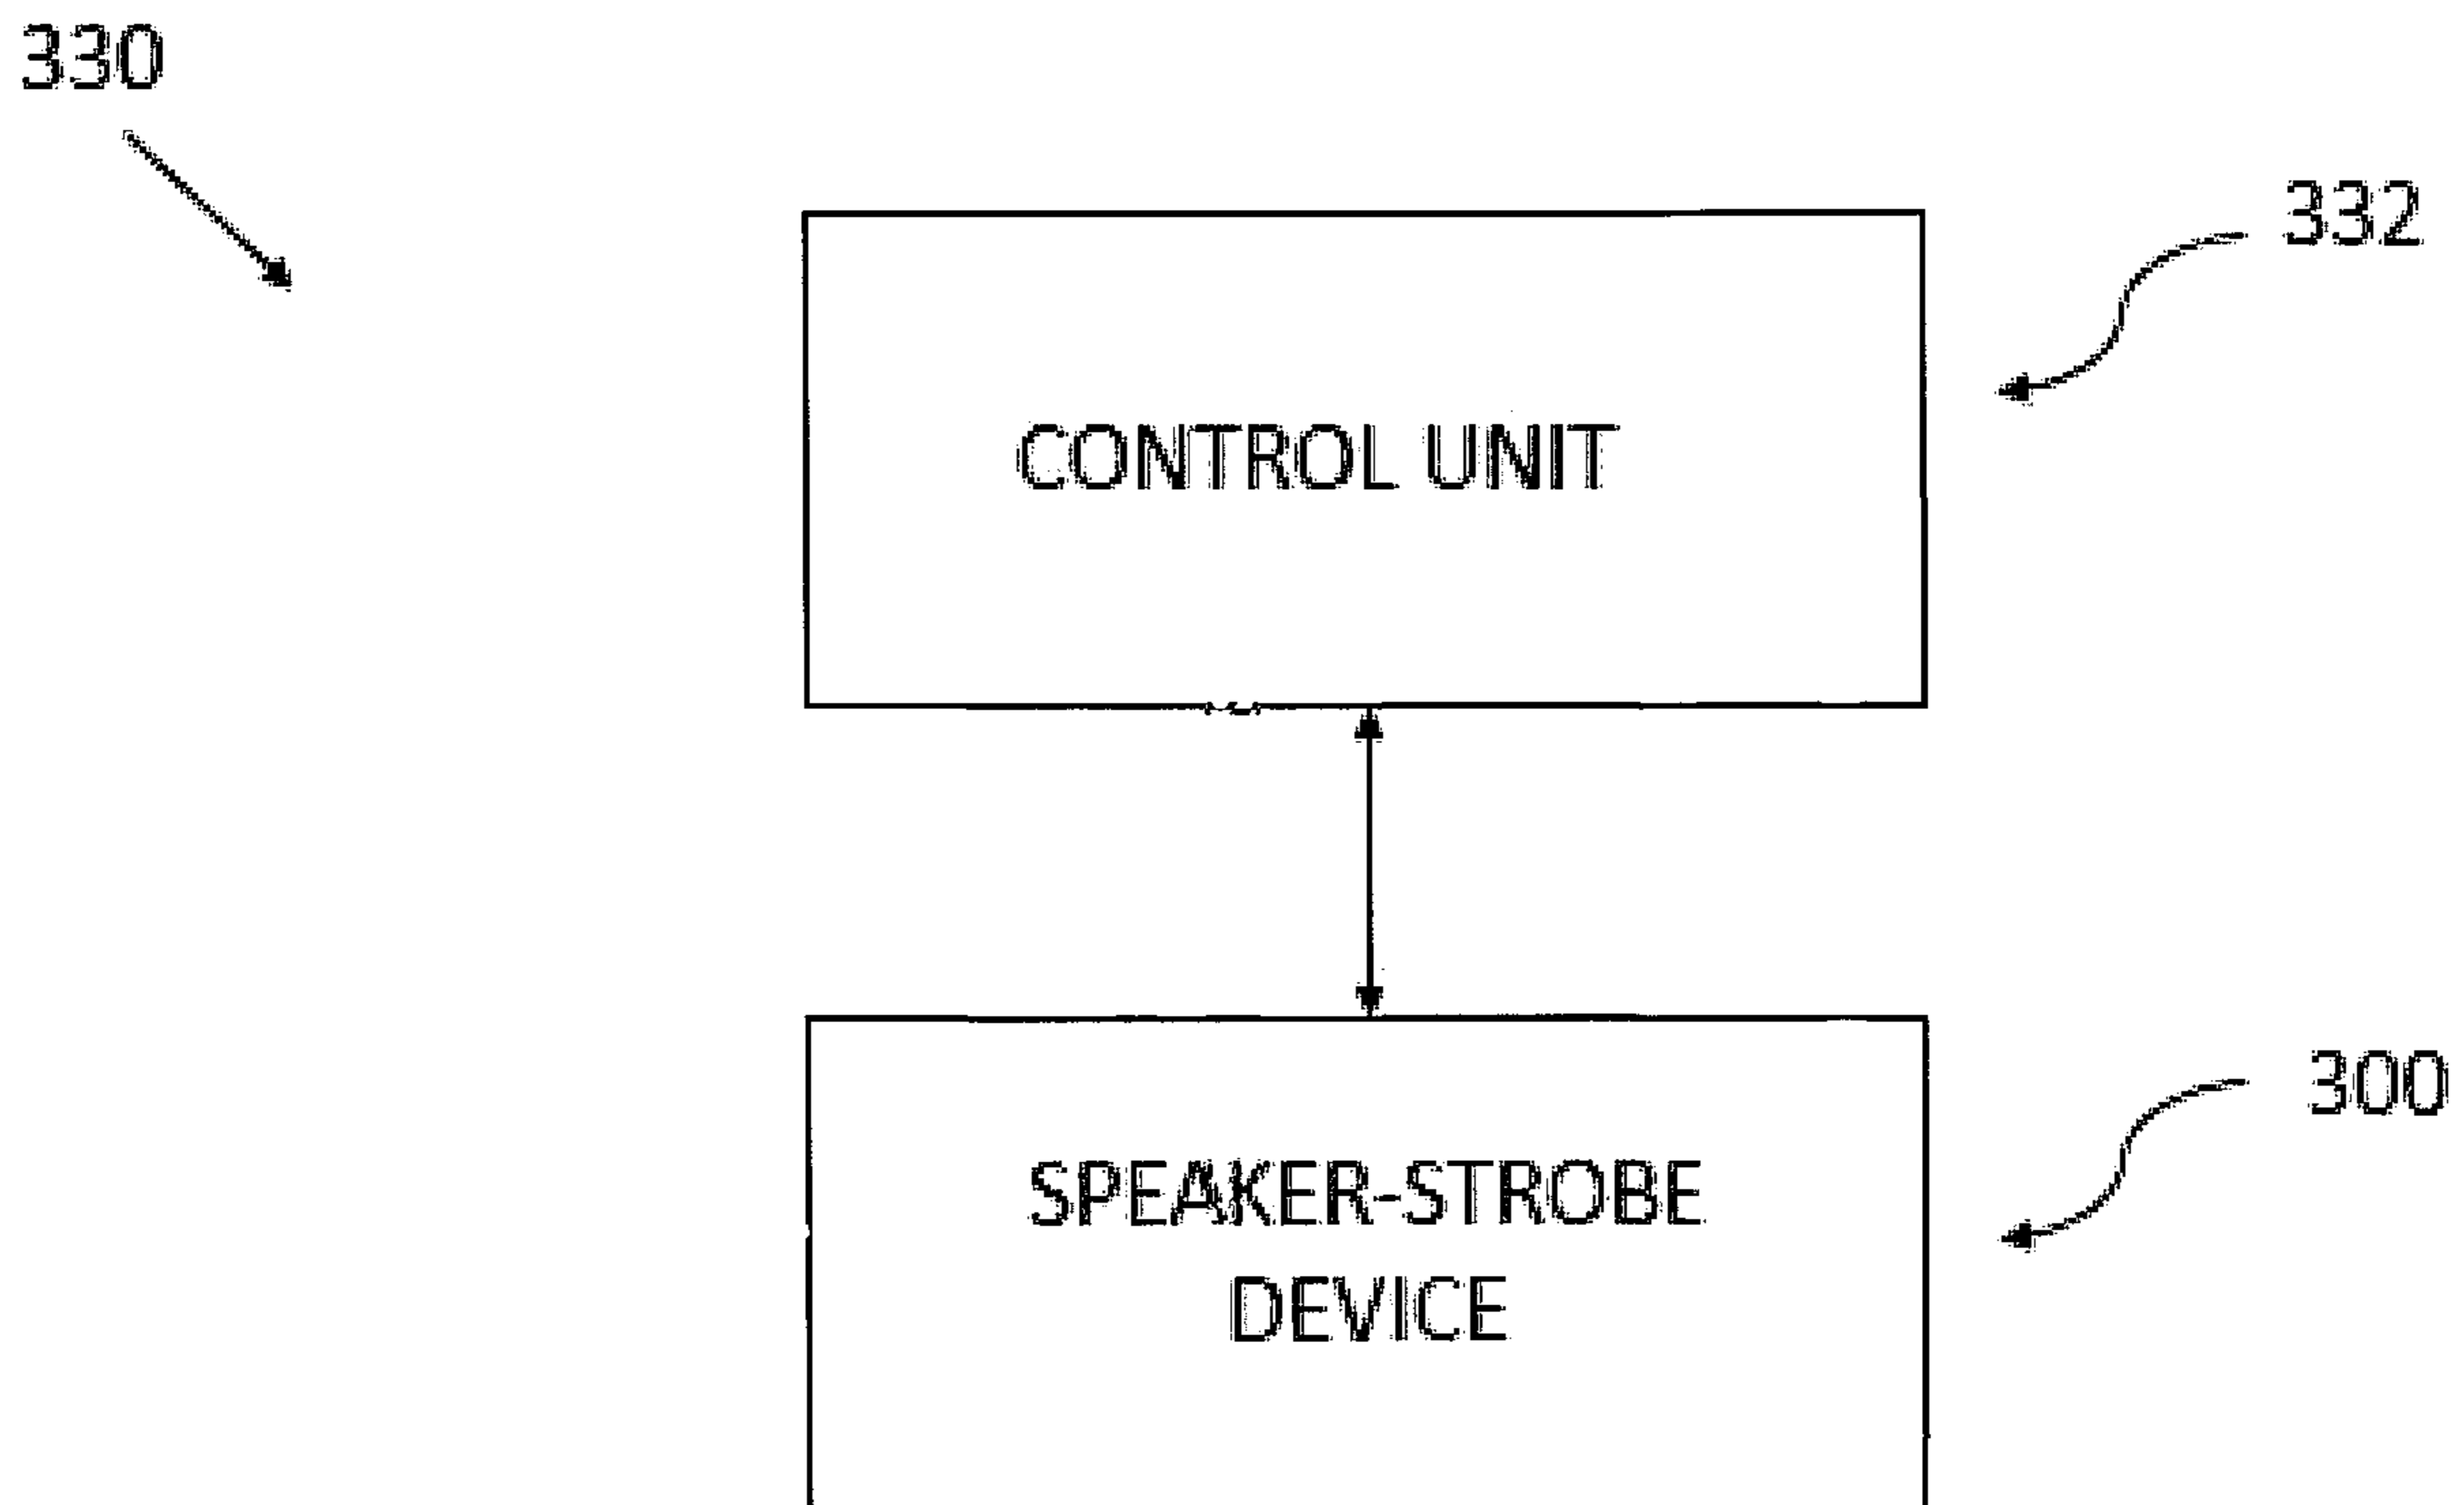 330
332
CONTROL UNIT
300
SPEAKER-STROBE
DEVICE